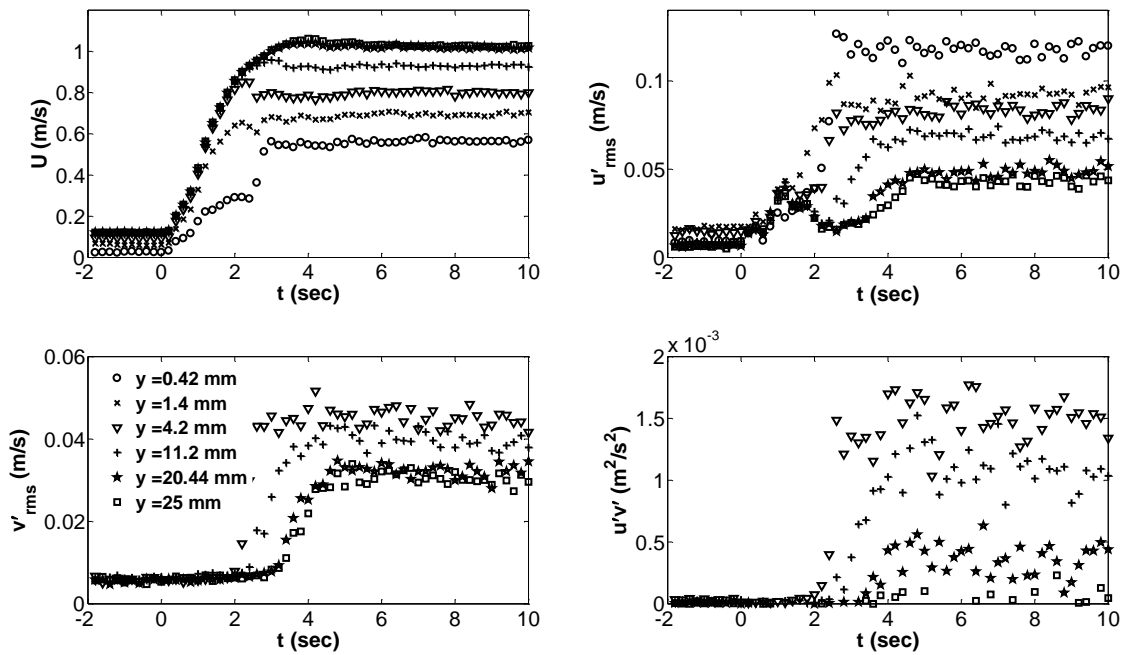 1
0.8
0.6
0.4
0.2
0
-2 0 2 4 6 8 10
U (m/s)
t (sec)
0.1
0.05
0
-2 0 2 4 6 8 10
u'rms (m/s)
t (sec)
0.06
0.04
0.02
0
-2 0 2 4 6 8 10
v'rms (m/s)
t (sec)
y =0.42 mm
y =1.4 mm
y =4.2 mm
y =11.2 mm
y =20.44 mm
y =25 mm
x 10⁻³
2
1.5
1
0.5
0
-2 0 2 4 6 8 10
u'v' (m²/s²)
t (sec)